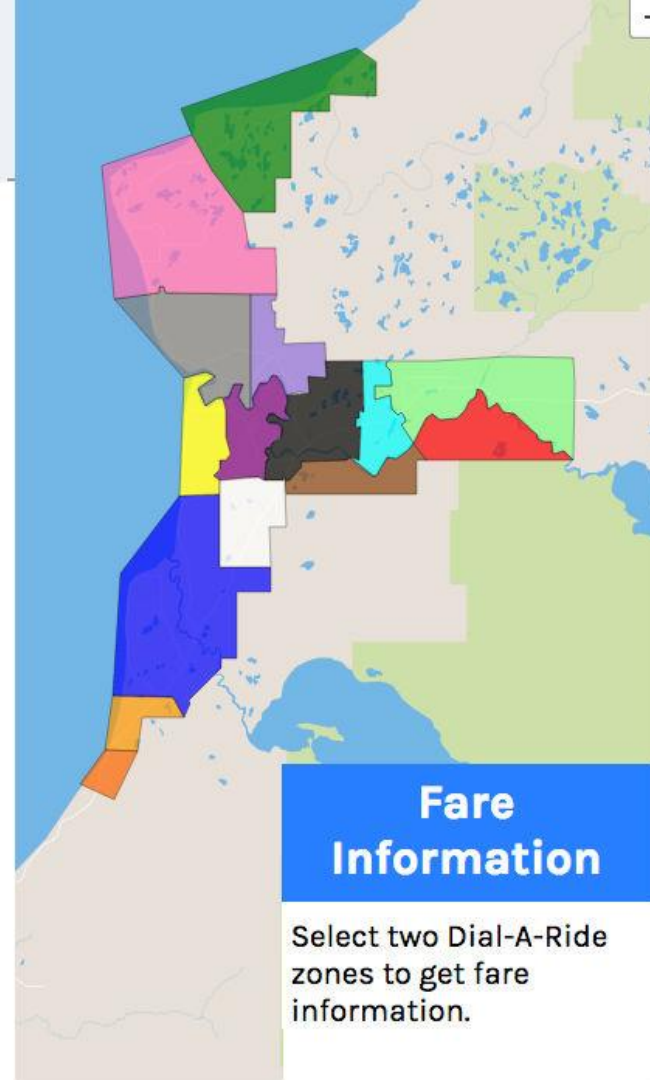 Fare
Information
Select two Dial-A-Ride
zones to get fare
information.